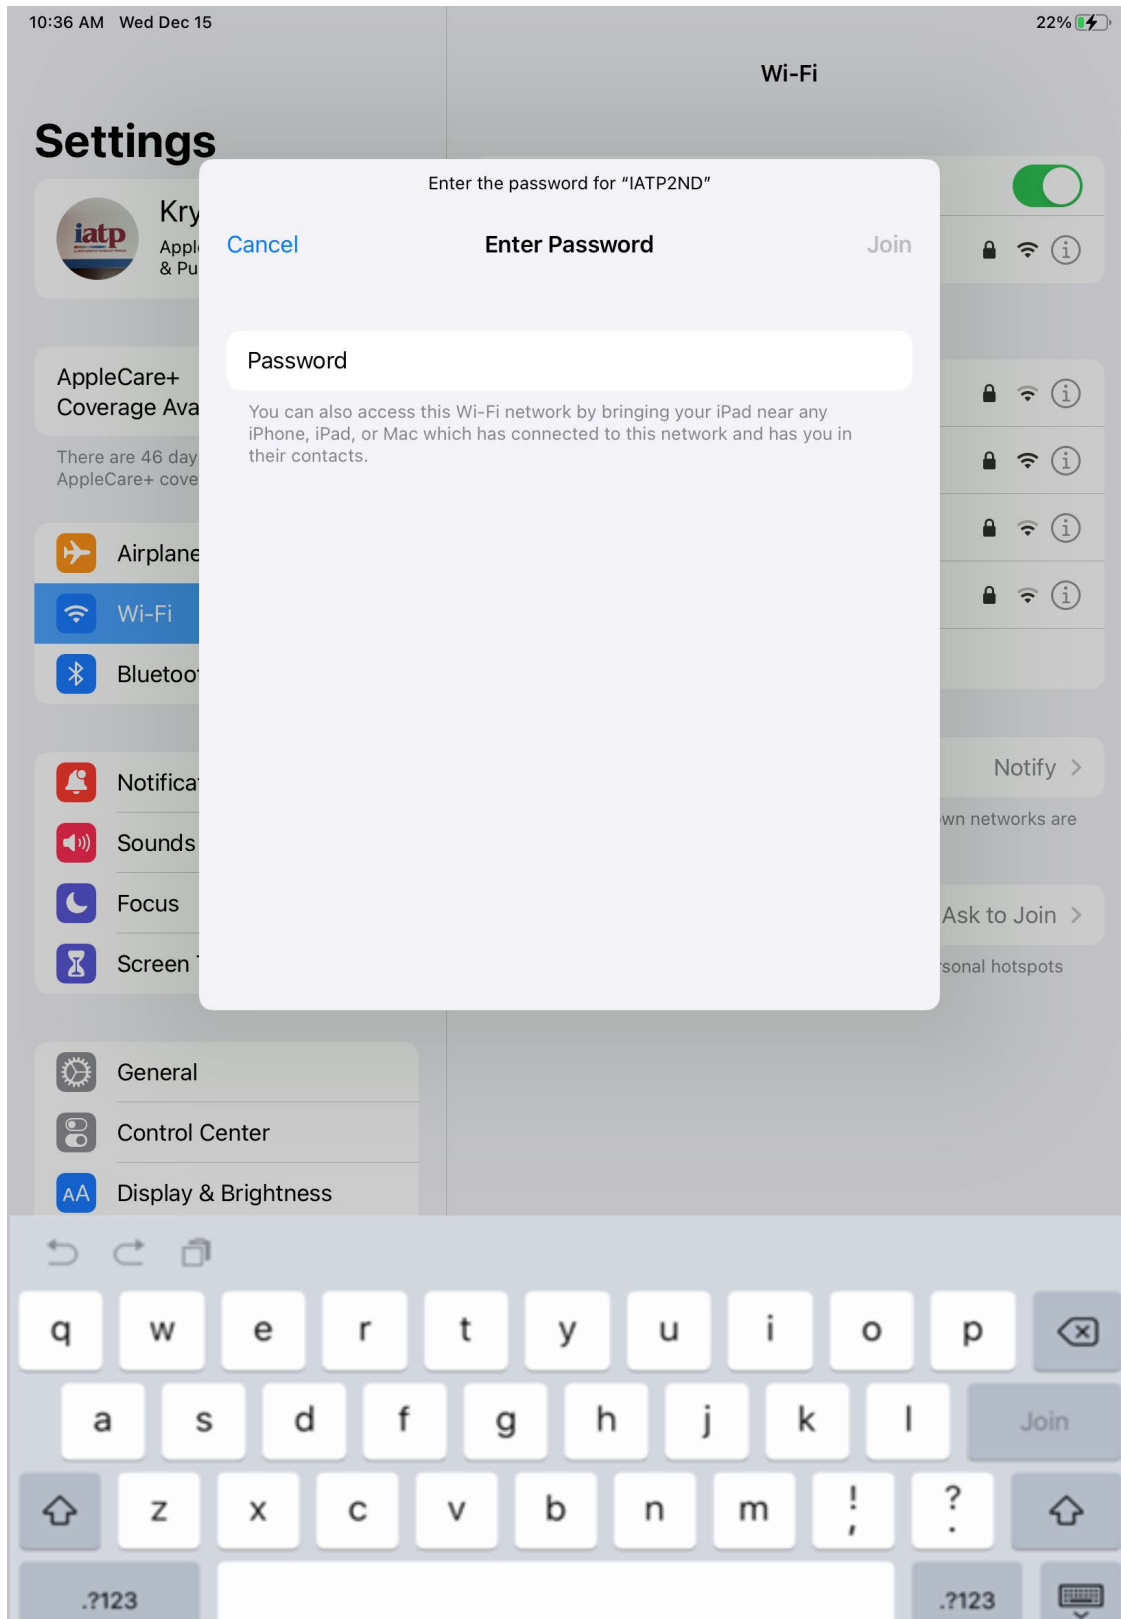 10:36 AM Wed Dec 15
22%
Wi-Fi
Settings
Enter the password for “IATP2ND”
Cancel
Enter Password
Join
iatp
Kry
Appl
& Pu
Password
You can also access this Wi-Fi network by bringing your iPad near any
iPhone, iPad, or Mac which has connected to this network and has you in
their contacts.
AppleCare+
Coverage Ava
There are 46 day
AppleCare+ cove
Airplane
Wi-Fi
Bluetoo
Notifica
Sounds
Focus
Screen
Notify
wn networks are
Ask to Join
sonal hotspots
General
Control Center
AA Display & Brightness
q w e r t y u i o p
a s d f g h j k l Join
z x c v b n m ! , ? .
.?123 .?123